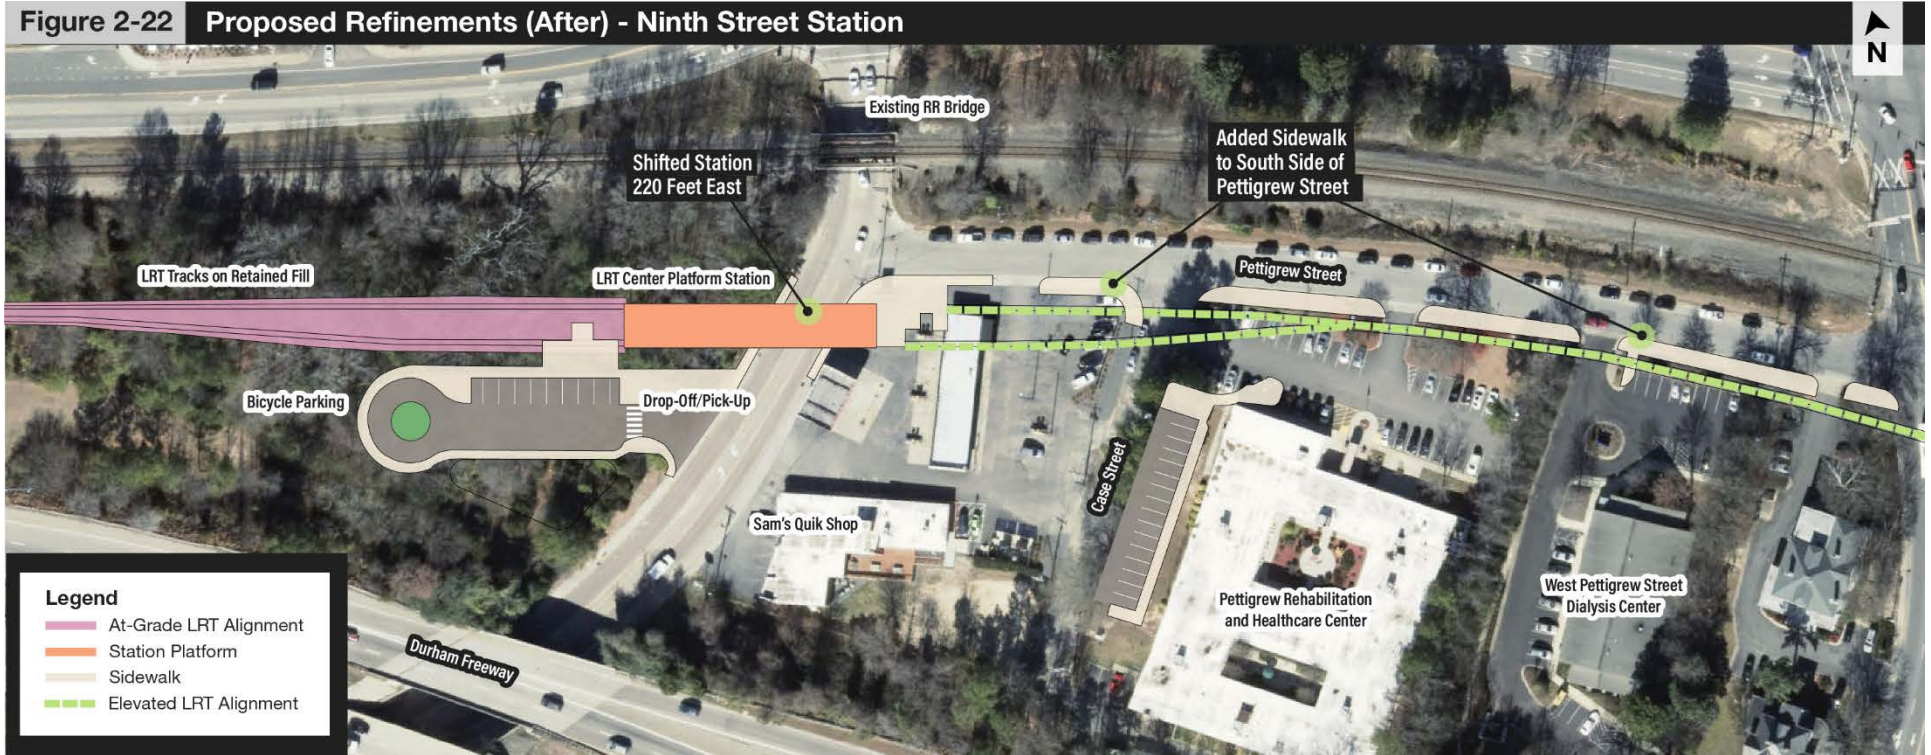 Figure 2-22
Proposed Refinements (After) - Ninth Street Station
N
Existing RR Bridge
Shifted Station
220 Feet East
Added Sidewalk
to South Side of
Pettigrew Street
LRT Tracks on Retained Fill
LRT Center Platform Station
Pettigrew Street
Bicycle Parking
Drop-Off/Pick-Up
Case Street
Sam's Quik Shop
Pettigrew Rehabilitation
and Healthcare Center
West Pettigrew Street
Dialysis Center
Durham Freeway
Legend
At-Grade LRT Alignment
Station Platform
Sidewalk
Elevated LRT Alignment